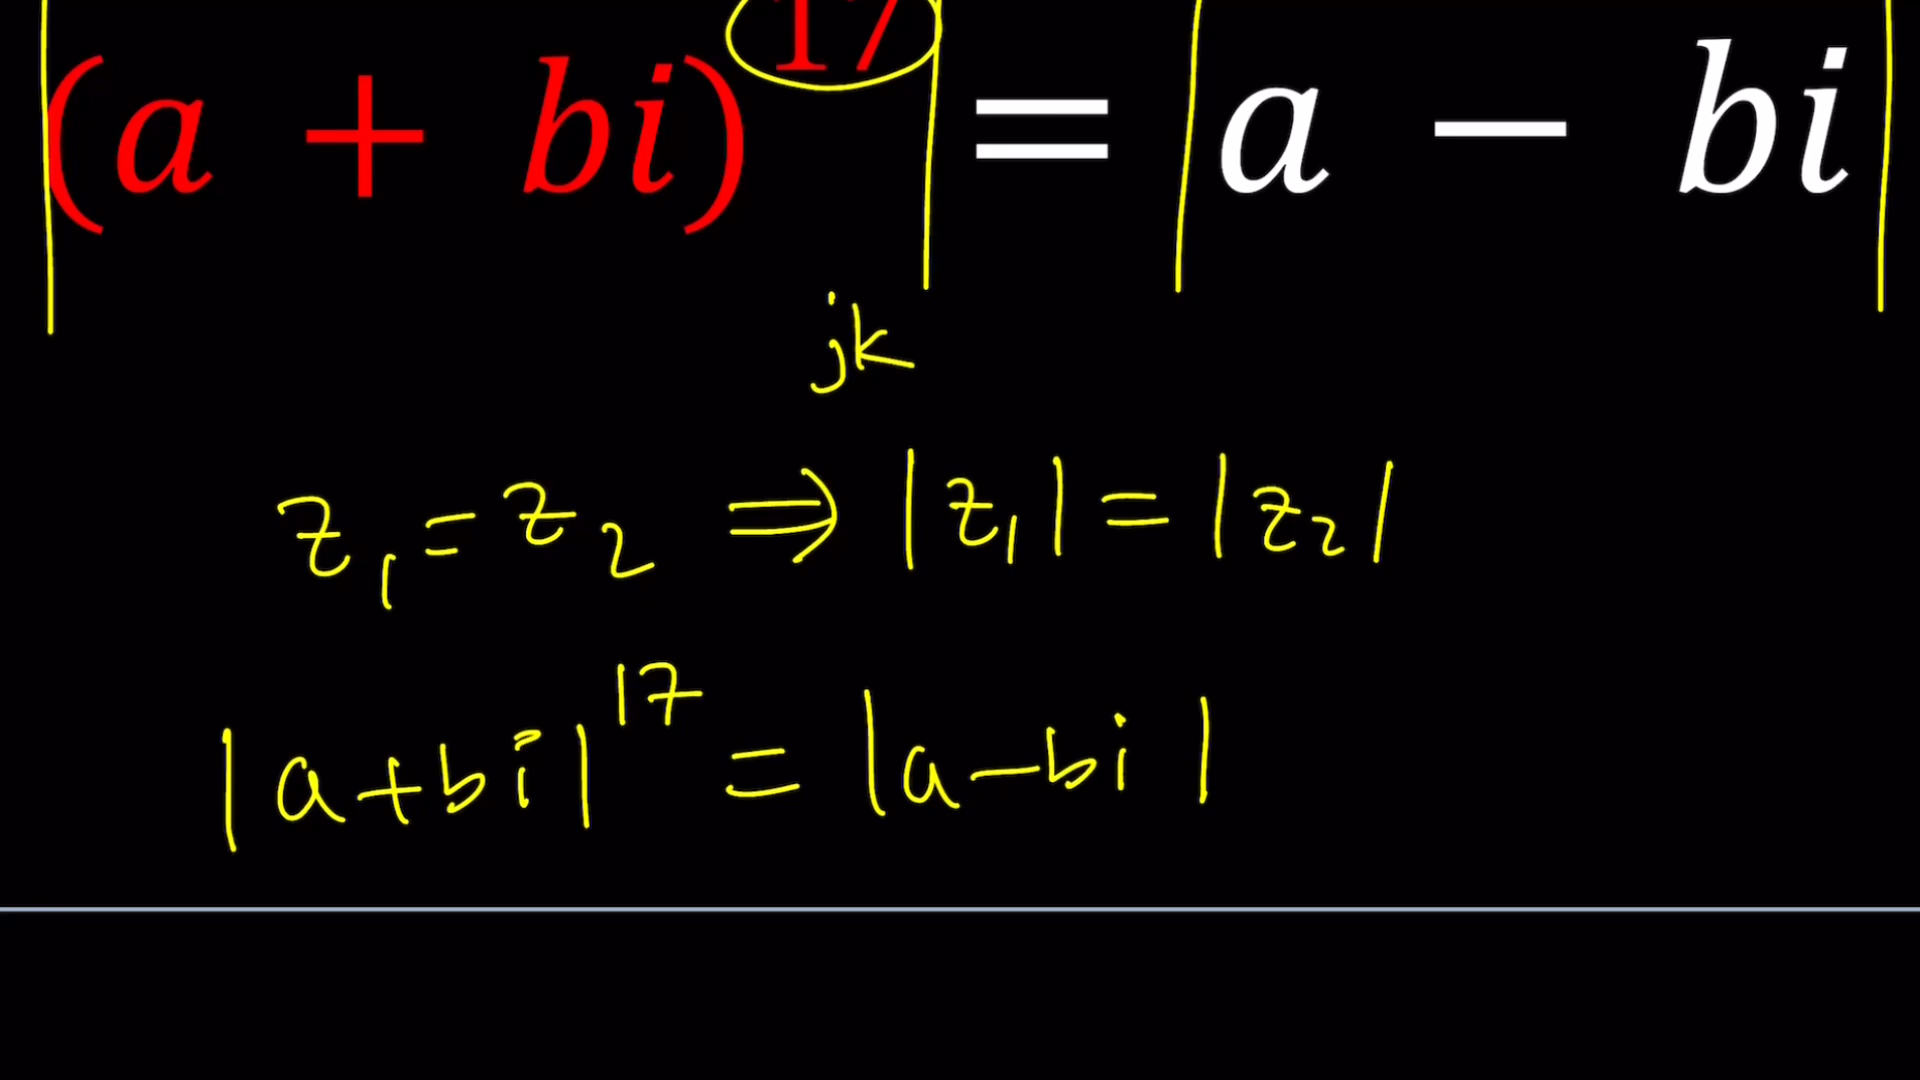 |(a + bi)^17| = |a − bi|
jk
z₁ = z₂ ⇒ |z₁| = |z₂|
|a+bi|^17 = |a−bi|